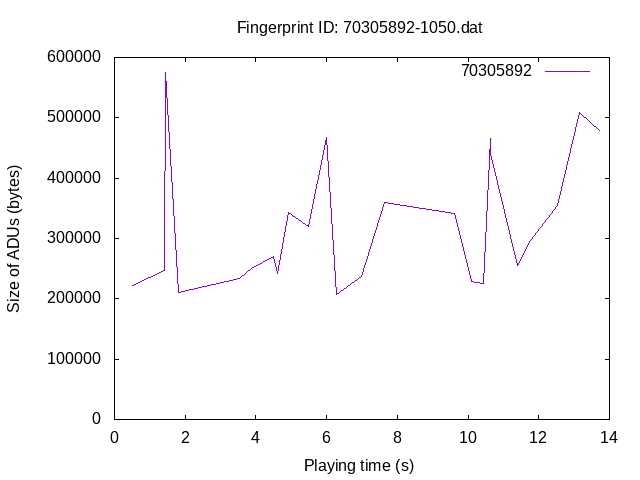 Fingerprint ID: 70305892-1050.dat
70305892
600000
500000
400000
300000
200000
100000
0
Size of ADUs (bytes)
0 2 4 6 8 10 12 14
Playing time (s)